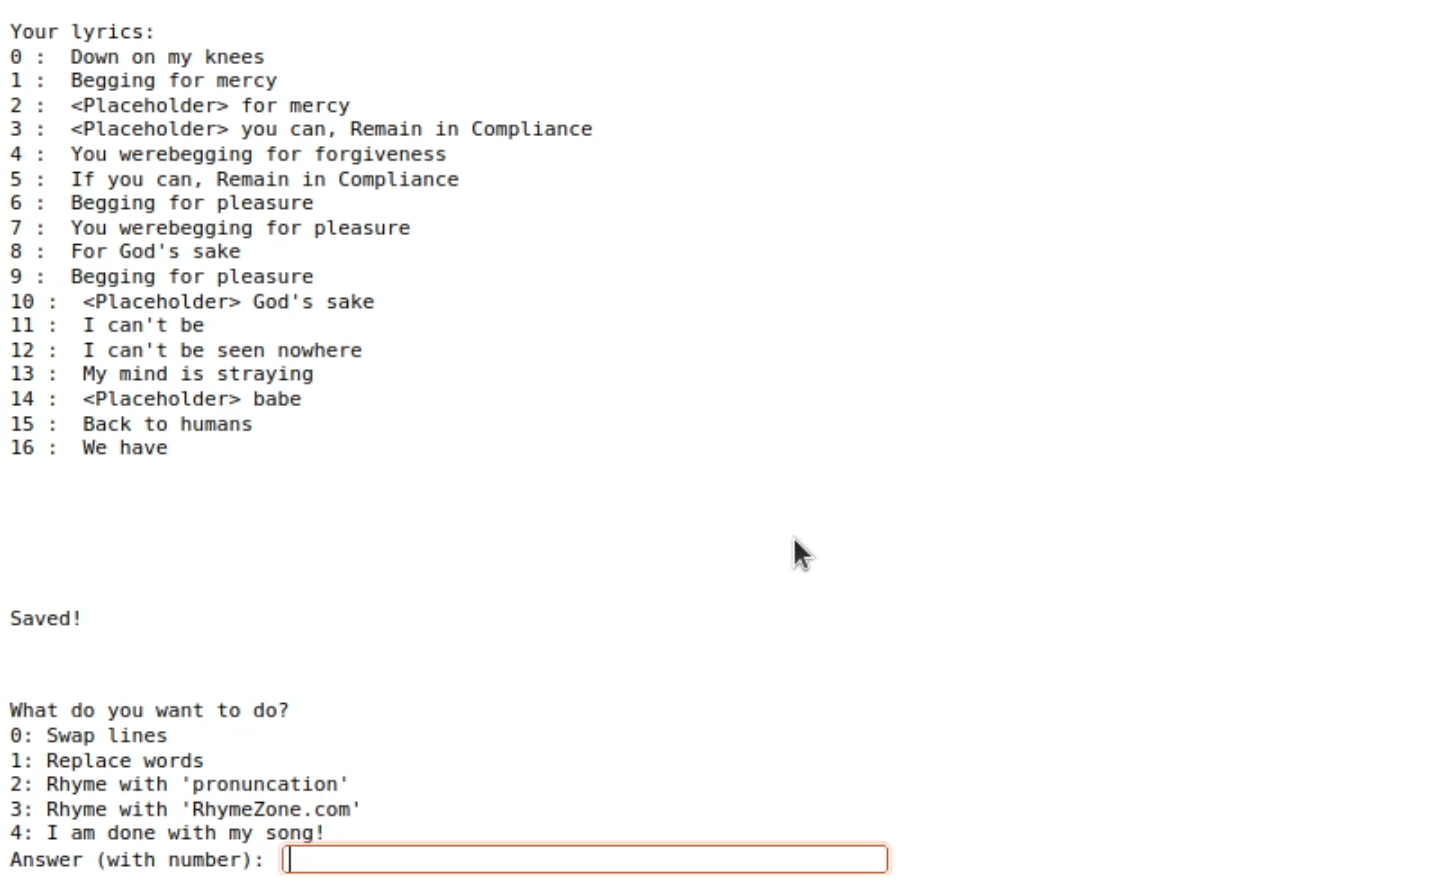 Your lyrics:
0 :  Down on my knees
1 :  Begging for mercy
2 :  <Placeholder> for mercy
3 :  <Placeholder> you can, Remain in Compliance
4 :  You werebegging for forgiveness
5 :  If you can, Remain in Compliance
6 :  Begging for pleasure
7 :  You werebegging for pleasure
8 :  For God's sake
9 :  Begging for pleasure
10 :  <Placeholder> God's sake
11 :  I can't be
12 :  I can't be seen nowhere
13 :  My mind is straying
14 :  <Placeholder> babe
15 :  Back to humans
16 :  We have
Saved!
What do you want to do?
0: Swap lines
1: Replace words
2: Rhyme with 'pronuncation'
3: Rhyme with 'RhymeZone.com'
4: I am done with my song!
Answer (with number):